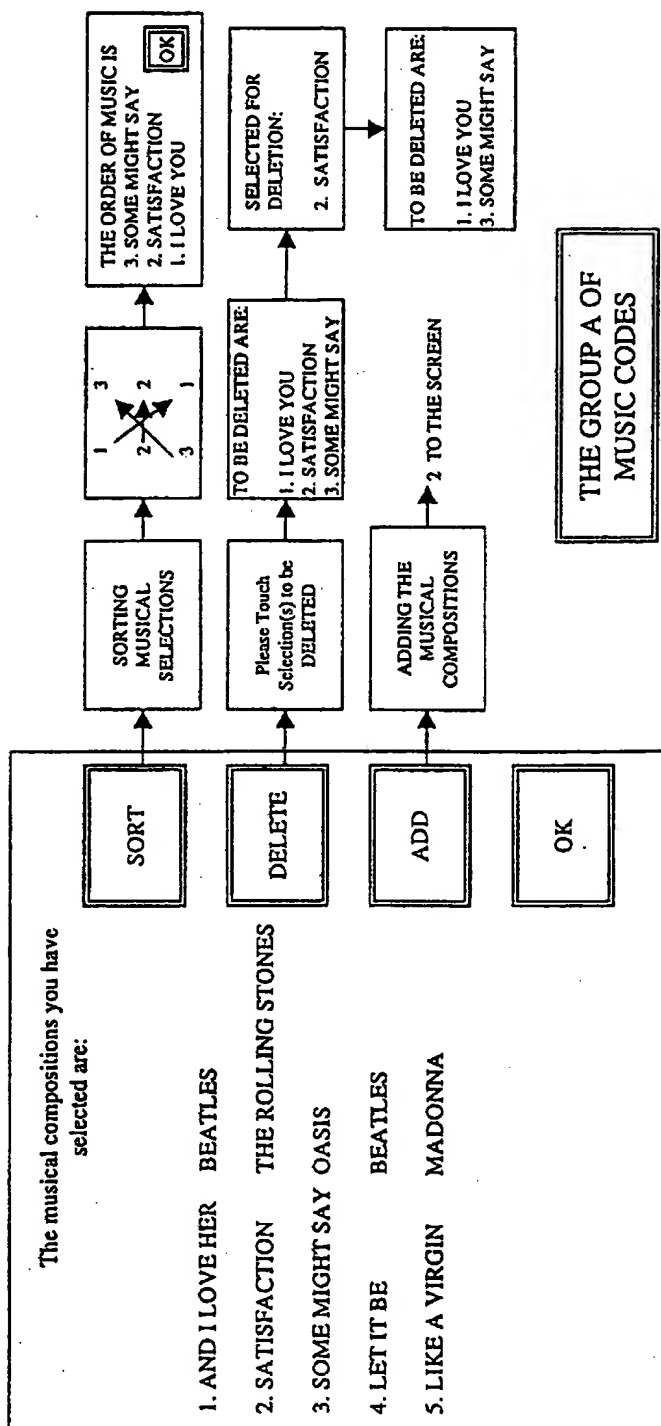 The musical compositions you have
selected are:
1. AND I LOVE HER BEATLES
2. SATISFACTION THE ROLLING STONES
3. SOME MIGHT SAY OASIS
4. LET IT BE BEATLES
5. LIKE A VIRGIN MADONNA
SORT
SORTING
MUSICAL
SELECTIONS
1 3
2 2
3 1
THE ORDER OF MUSIC IS
3. SOME MIGHT SAY
2. SATISFACTION
1. I LOVE YOU
OK
DELETE
Please Touch
Selection(s) to be
DELETED
TO BE DELETED ARE:
1. I LOVE YOU
2. SATISFACTION
3. SOME MIGHT SAY
SELECTED FOR
DELETION:
2. SATISFACTION
TO BE DELETED ARE:
1. I LOVE YOU
3. SOME MIGHT SAY
ADD
ADDING THE
MUSICAL
COMPOSITIONS
2 TO THE SCREEN
OK
THE GROUP A OF
MUSIC CODES